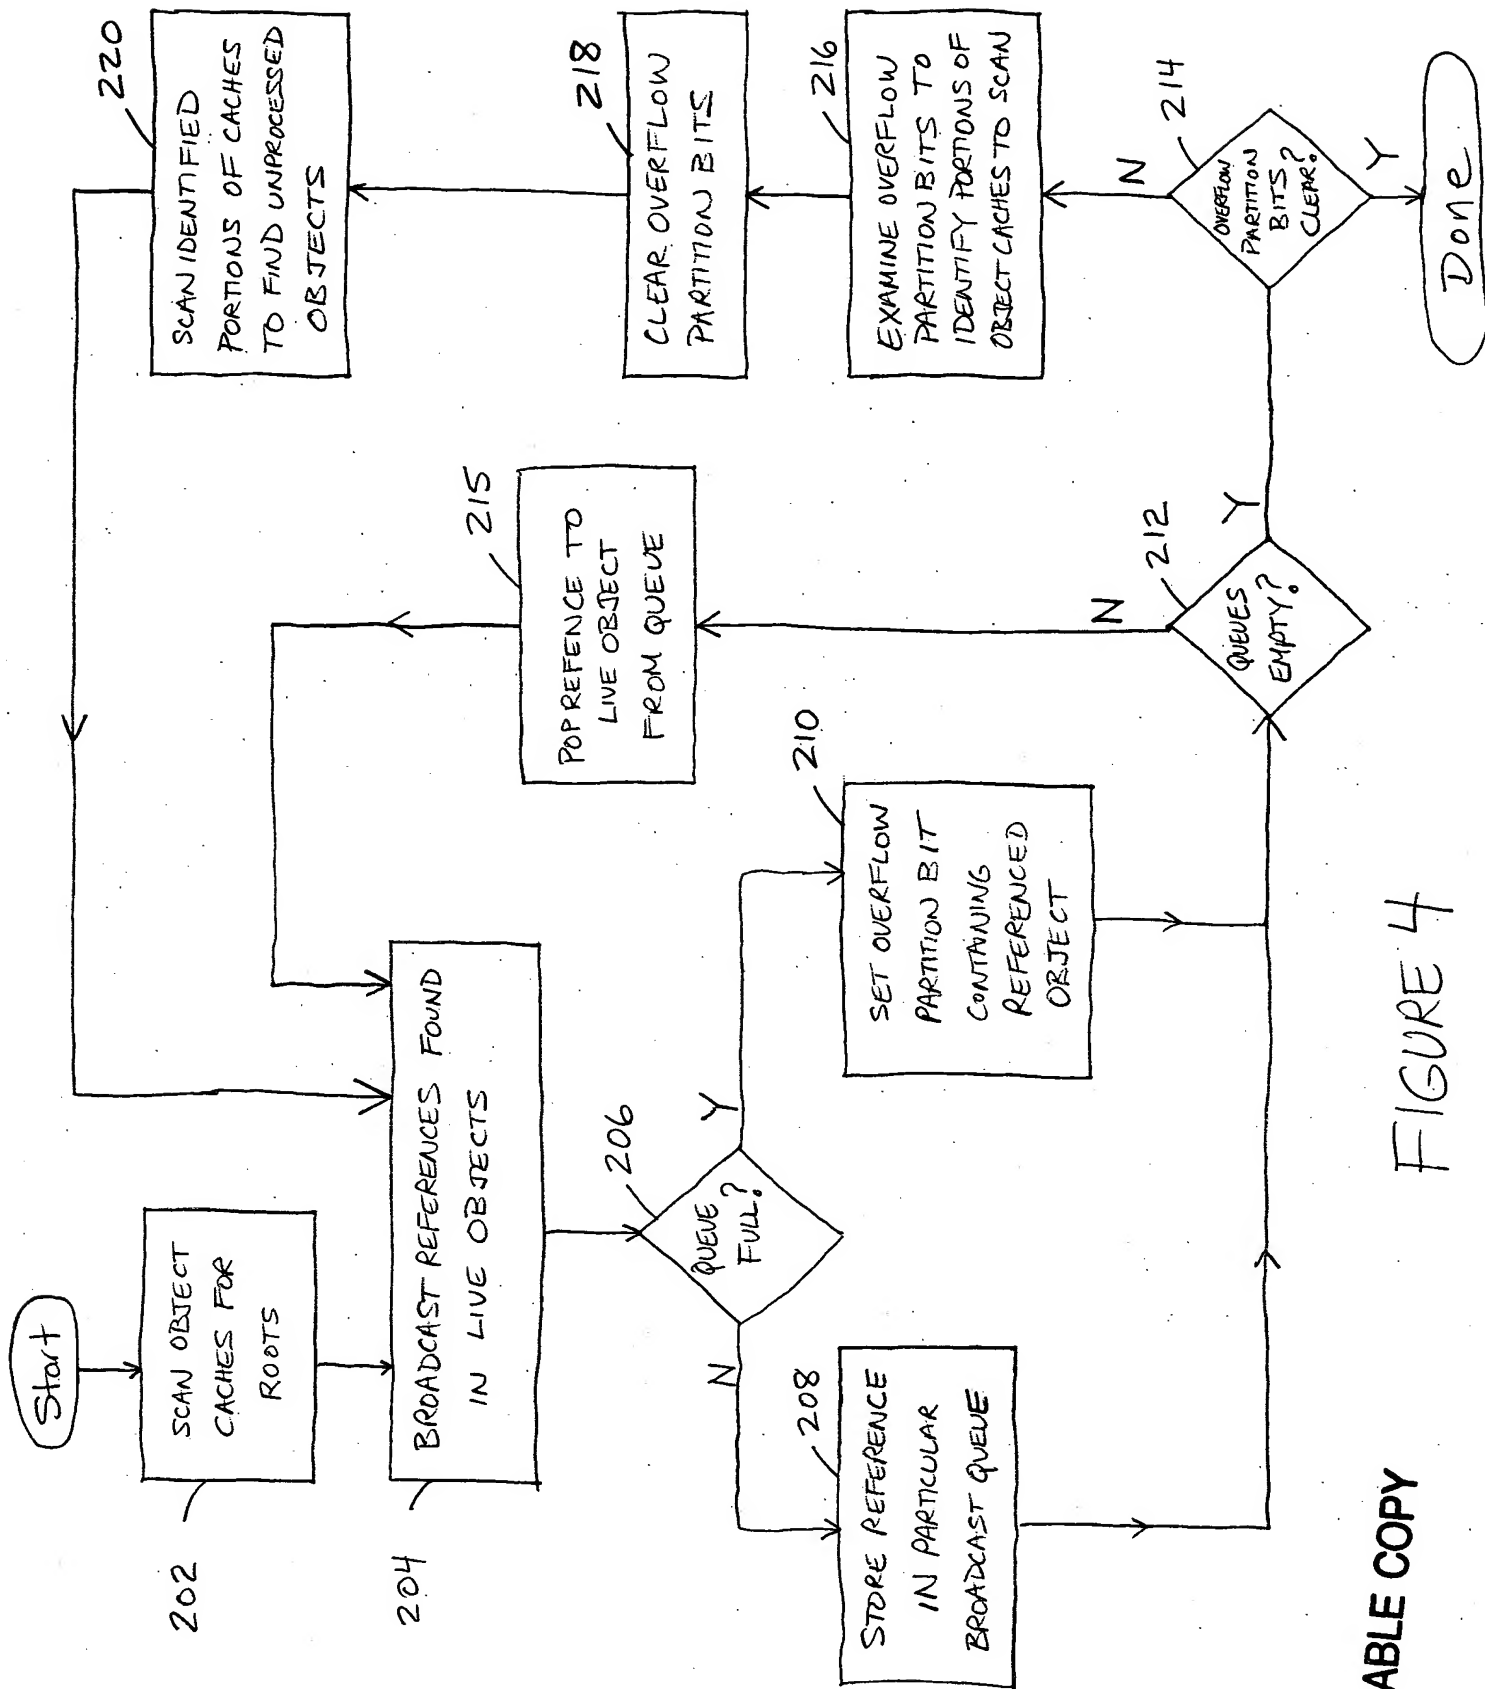 Start
SCAN OBJECT
CACHES FOR
ROOTS
202
BROADCAST REFERENCES FOUND
IN LIVE OBJECTS
204
QUEUE
FULL?
206
N
Y
STORE REFERENCE
IN PARTICULAR
BROADCAST QUEUE
208
SET OVERFLOW
PARTITION BIT
CONTAINING
REFERENCED
OBJECT
210
QUEUES
EMPTY?
212
N
Y
POP REFERENCE TO
LIVE OBJECT
FROM QUEUE
215
OVERFLOW
PARTITION
BITS
CLEAR?
214
N
Y
Done
EXAMINE OVERFLOW
PARTITION BITS TO
IDENTIFY PORTIONS OF
OBJECT CACHES TO SCAN
216
CLEAR OVERFLOW
PARTITION BITS
218
SCAN IDENTIFIED
PORTIONS OF CACHES
TO FIND UNPROCESSED
OBJECTS
220
FIGURE 4
ABLE COPY